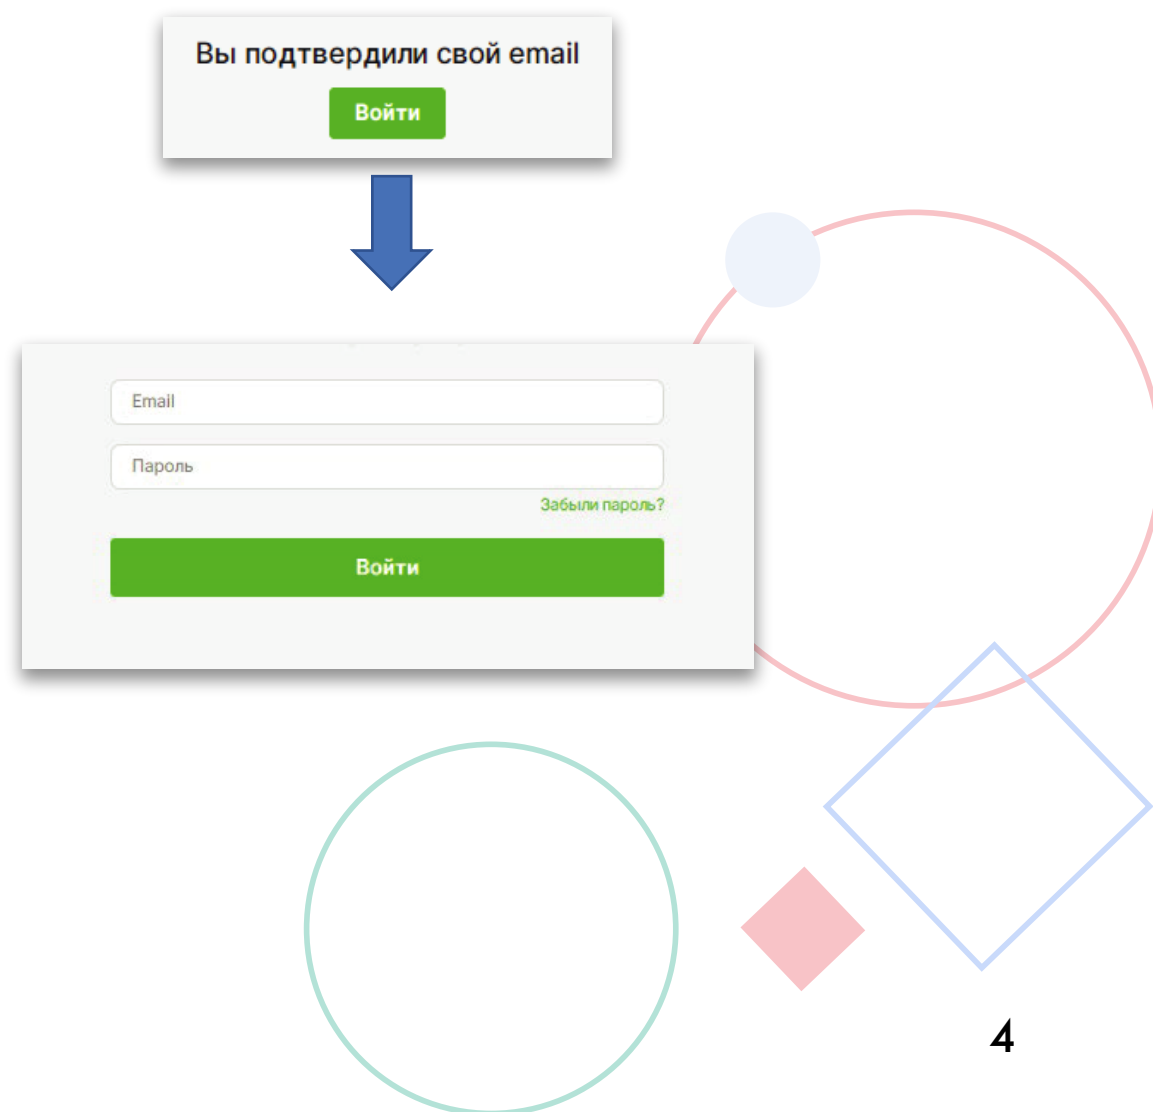 Вы подтвердили свой email
Войти
Email
Пароль
Забыли пароль?
Войти
4